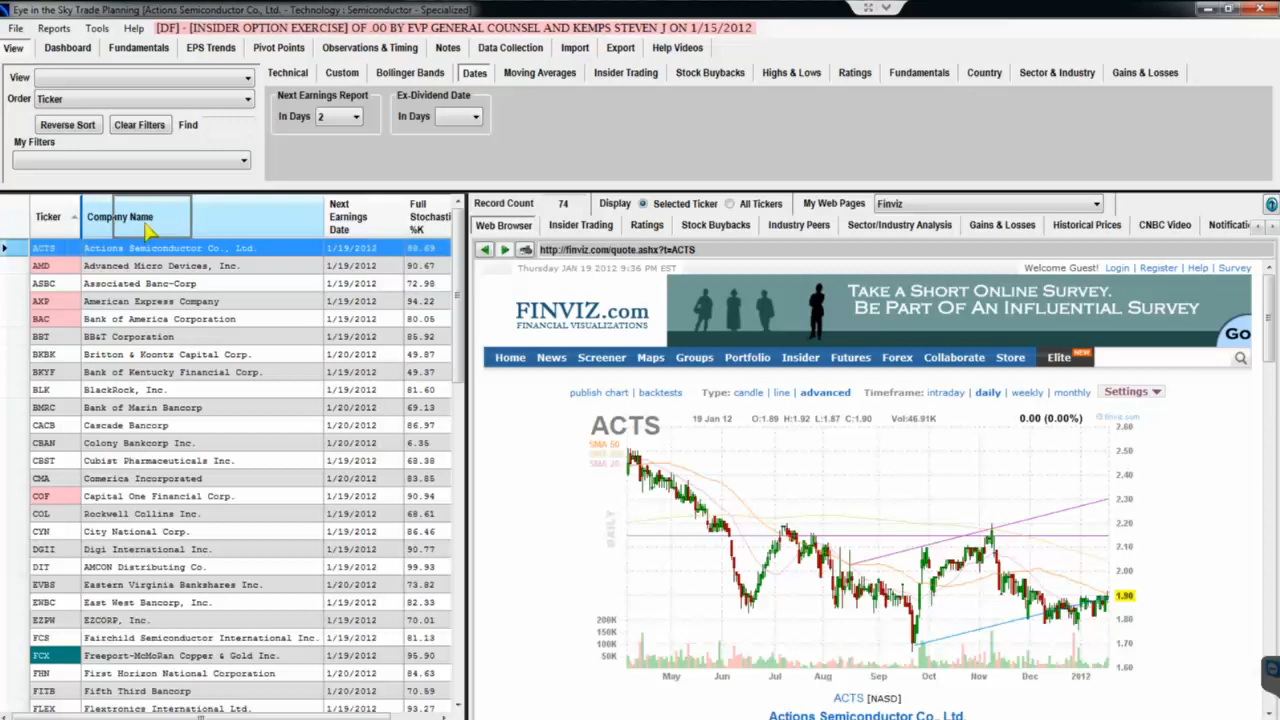 Eye in the Sky Trade Planning [Actions Semiconductor Co., Ltd. - Technology : Semiconductor - Specialized]
File Reports Tools Help [DF] - [INSIDER OPTION EXERCISE] OF .00 BY EVP GENERAL COUNSEL AND KEMPS STEVEN J ON 1/15/2012
View Dashboard Fundamentals EPS Trends Pivot Points Observations & Timing Notes Data Collection Import Export Help Videos
View
Order Ticker
Reverse Sort Clear Filters Find
My Filters
Technical Custom Bollinger Bands Dates Moving Averages Insider Trading Stock Buybacks Highs & Lows Ratings Fundamentals Country Sector & Industry Gains & Losses
Next Earnings Report Ex-Dividend Date
In Days 2 In Days
Ticker Company Name Next Earnings Date Full Stochasti %K
ACTS Actions Semiconductor Co., Ltd. 1/19/2012 88.69
AMD Advanced Micro Devices, Inc. 1/19/2012 90.67
ASBC Associated Banc-Corp 1/19/2012 72.98
AXP American Express Company 1/19/2012 94.22
BAC Bank of America Corporation 1/19/2012 80.05
BBT BB&T Corporation 1/19/2012 85.92
BKBK Britton & Koontz Capital Corp. 1/19/2012 49.87
BKYF Bank of Kentucky Financial Corp. 1/19/2012 49.37
BLK BlackRock, Inc. 1/19/2012 81.60
BMRC Bank of Marin Bancorp 1/20/2012 69.13
CACB Cascade Bancorp 1/20/2012 86.97
CBAN Colony Bankcorp Inc. 1/20/2012 6.35
CBST Cubist Pharmaceuticals Inc. 1/19/2012 63.38
CMA Comerica Incorporated 1/20/2012 83.85
COF Capital One Financial Corp. 1/19/2012 90.94
COL Rockwell Collins Inc. 1/19/2012 68.61
CYN City National Corp. 1/19/2012 86.46
DGII Digi International Inc. 1/19/2012 90.77
DIT AMCON Distributing Co. 1/19/2012 99.93
EVBS Eastern Virginia Bankshares Inc. 1/20/2012 73.82
EWBC East West Bancorp, Inc. 1/19/2012 82.33
EZPW EZCORP, Inc. 1/19/2012 70.01
FCS Fairchild Semiconductor International Inc. 1/19/2012 81.13
FCX Freeport-McMoRan Copper & Gold Inc. 1/19/2012 95.90
FHN First Horizon National Corporation 1/20/2012 84.63
FITB Fifth Third Bancorp 1/20/2012 70.59
FLEX Flextronics International Ltd. 1/19/2012 80.01
Record Count 74 Display Selected Ticker All Tickers My Web Pages Finviz
Web Browser Insider Trading Ratings Stock Buybacks Industry Peers Sector/Industry Analysis Gains & Losses Historical Prices CNBC Video Notificati
http://finviz.com/quote.ashx?t=ACTS
Thursday JAN 19 2012 9:36 PM EST Welcome Guest! Login | Register | Help | Survey
FINVIZ.com
FINANCIAL VISUALIZATIONS
TAKE A SHORT ONLINE SURVEY.
BE PART OF AN INFLUENTIAL SURVEY
Go
Home News Screener Maps Groups Portfolio Insider Futures Forex Collaborate Store Elite NEW
publish chart | backtests Type: candle | line | advanced Timeframe: intraday | daily | weekly | monthly Settings
ACTS 19 Jan 12 O:1.89 H:1.92 L:1.87 C:1.90 Vol:46.91K 0.00 (0.00%) © finviz.com
SMA 50
SMA 20
DAILY
2.60
2.50
2.40
2.30
2.20
2.10
2.00
1.90
1.80
1.70
1.60
200K
150K
100K
50K
May Jun Jul Aug Sep Oct Nov Dec 2012
ACTS [NASD]
Actions Semiconductor Co., Ltd.